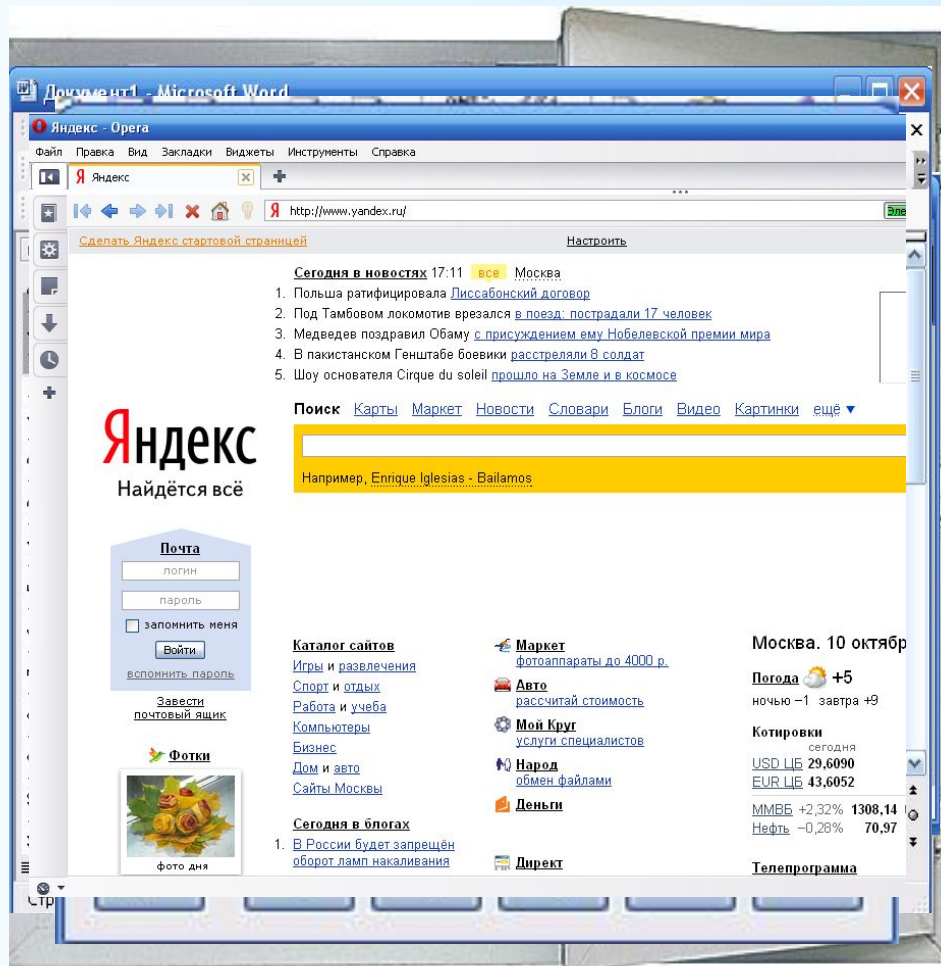 Документ1 - Microsoft Word
Яндекс - Opera
Файл Правка Вид Закладки Виджеты Инструменты Справка
Я Яндекс
Я http://www.yandex.ru/
Сделать Яндекс стартовой страницей Настроить
Сегодня в новостях 17:11 все Москва
1. Польша ратифицировала Лиссабонский договор
2. Под Тамбовом локомотив врезался в поезд: пострадали 17 человек
3. Медведев поздравил Обаму с присуждением ему Нобелевской премии мира
4. В пакистанском Генштабе боевики расстреляли 8 солдат
5. Шоу основателя Cirque du soleil прошло на Земле и в космосе
Поиск Карты Маркет Новости Словари Блоги Видео Картинки ещё ▼
Яндекс
Найдётся всё
Например, Enrique Iglesias - Bailamos
Почта
логин
пароль
запомнить меня
Войти
вспомнить пароль
Завести
почтовый ящик
Фотки
фото дня
Каталог сайтов
Игры и развлечения
Спорт и отдых
Работа и учеба
Компьютеры
Бизнес
Дом и авто
Сайты Москвы
Сегодня в блогах
1. В России будет запрещён
оборот ламп накаливания
Маркет
фотоаппараты до 4000 р.
Авто
рассчитай стоимость
Мой Круг
услуги специалистов
Народ
обмен файлами
Деньги
Директ
Москва. 10 октябр
Погода +5
ночью −1 завтра +9
Котировки
сегодня
USD ЦБ 29,6090
EUR ЦБ 43,6052
ММВБ +2,32% 1308,14
Нефть −0,28% 70,97
Телепрограмма
Стр